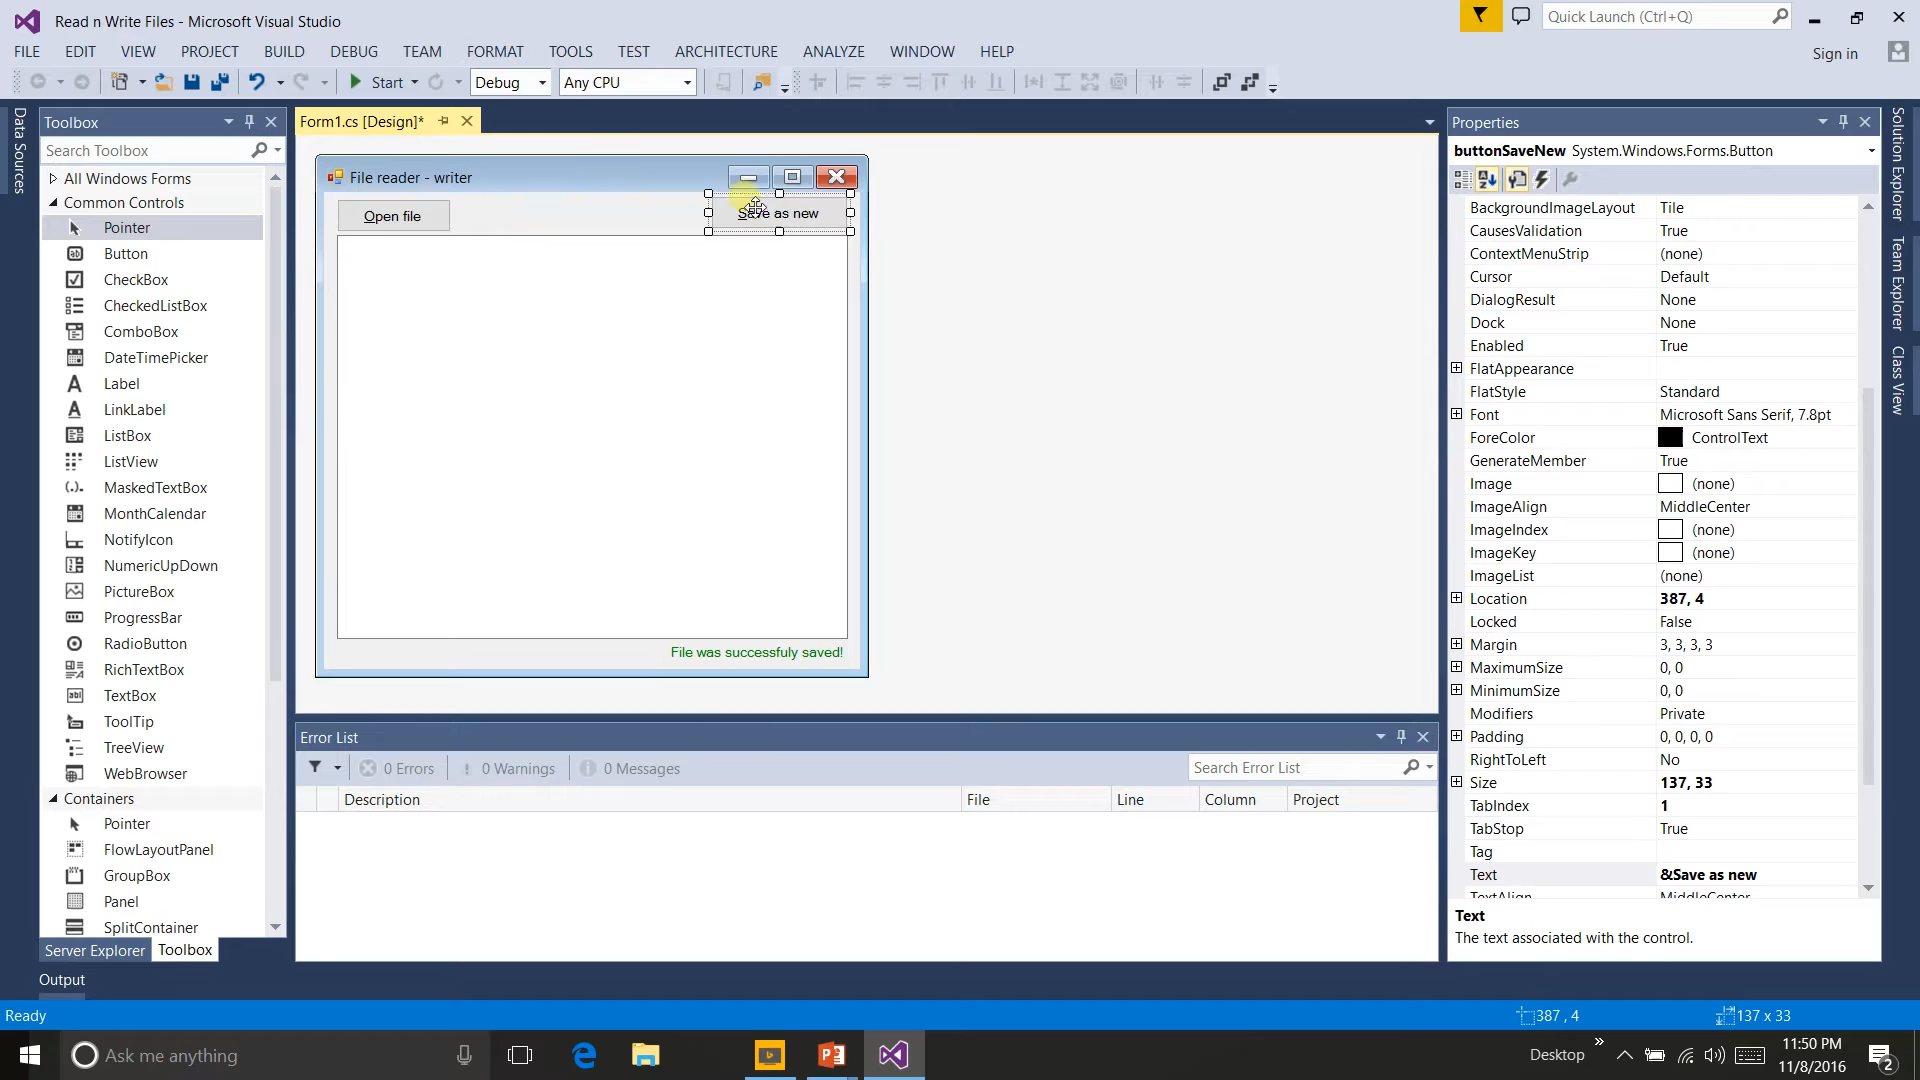 Read n Write Files - Microsoft Visual Studio
Quick Launch (Ctrl+Q)
FILE EDIT VIEW PROJECT BUILD DEBUG TEAM FORMAT TOOLS TEST ARCHITECTURE ANALYZE WINDOW HELP
Sign in
Start Debug Any CPU
Data Sources
Toolbox
Search Toolbox
All Windows Forms
Common Controls
Pointer
Button
CheckBox
CheckedListBox
ComboBox
DateTimePicker
Label
LinkLabel
ListBox
ListView
MaskedTextBox
MonthCalendar
NotifyIcon
NumericUpDown
PictureBox
ProgressBar
RadioButton
RichTextBox
TextBox
ToolTip
TreeView
WebBrowser
Containers
Pointer
FlowLayoutPanel
GroupBox
Panel
SplitContainer
Server Explorer Toolbox
Output
Form1.cs [Design]*
File reader - writer
Open file
Save as new
File was successfuly saved!
Error List
0 Errors 0 Warnings 0 Messages
Search Error List
Description File Line Column Project
Properties
buttonSaveNew System.Windows.Forms.Button
BackgroundImageLayout Tile
CausesValidation True
ContextMenuStrip (none)
Cursor Default
DialogResult None
Dock None
Enabled True
FlatAppearance
FlatStyle Standard
Font Microsoft Sans Serif, 7.8pt
ForeColor ControlText
GenerateMember True
Image (none)
ImageAlign MiddleCenter
ImageIndex (none)
ImageKey (none)
ImageList (none)
Location 387, 4
Locked False
Margin 3, 3, 3, 3
MaximumSize 0, 0
MinimumSize 0, 0
Modifiers Private
Padding 0, 0, 0, 0
RightToLeft No
Size 137, 33
TabIndex 1
TabStop True
Tag
Text &Save as new
TextAlign MiddleCenter
Text
The text associated with the control.
Solution Explorer
Team Explorer
Class View
Ready
387 , 4
137 x 33
Ask me anything
Desktop
11:50 PM
11/8/2016
2